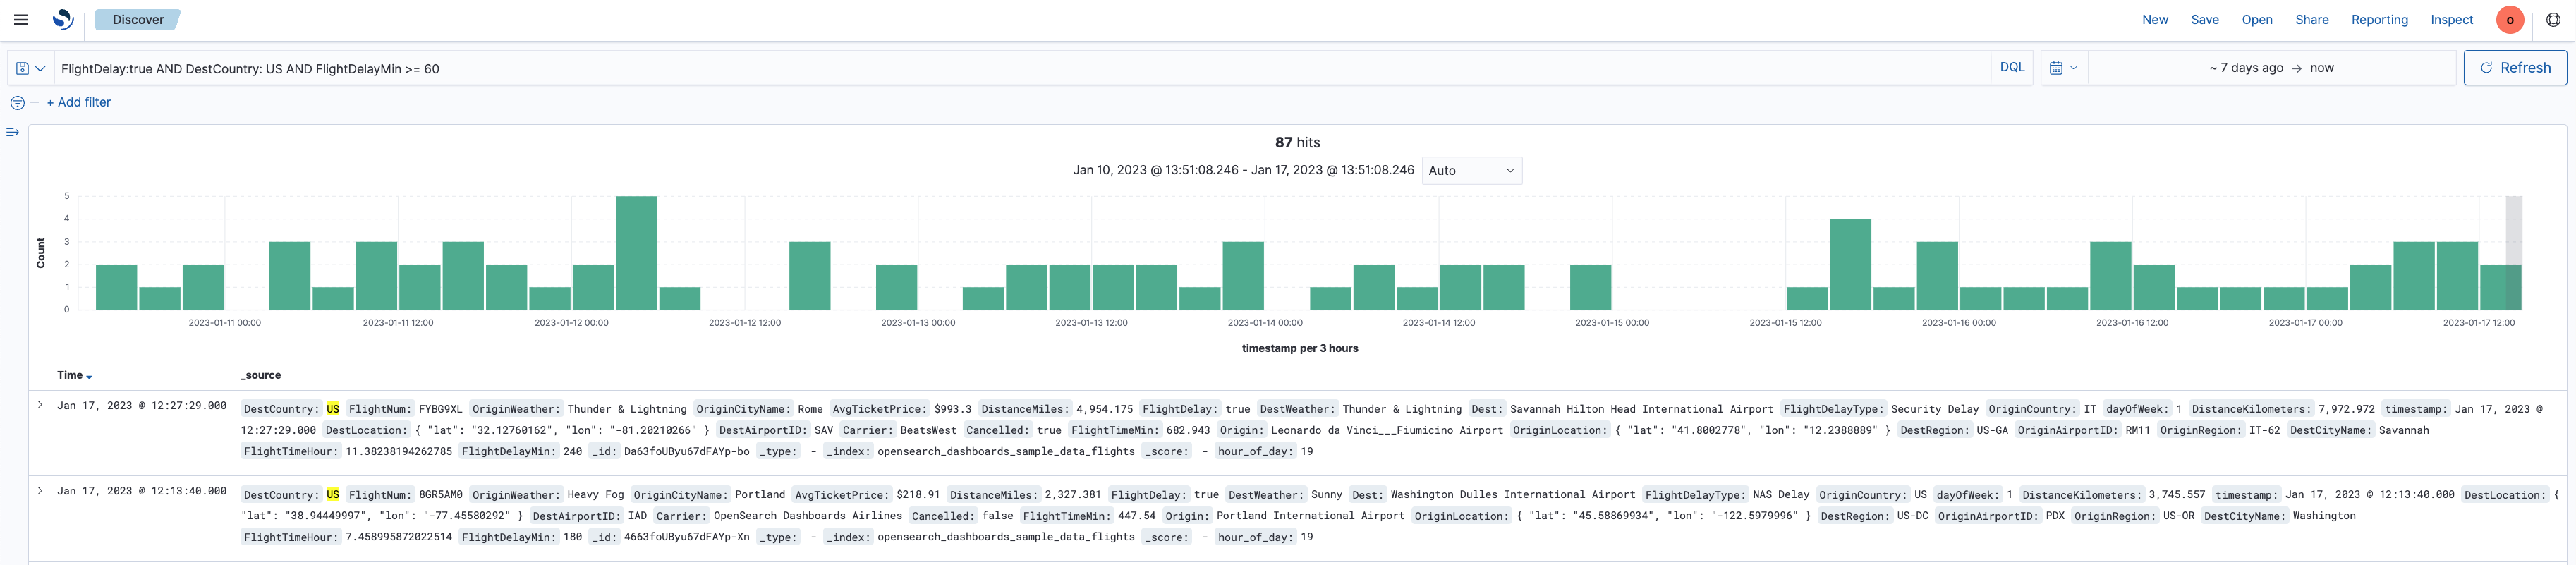 Discover
New Save Open Share Reporting Inspect o
FlightDelay:true AND DestCountry: US AND FlightDelayMin >= 60
DQL
~ 7 days ago → now
Refresh
+ Add filter
87 hits
Jan 10, 2023 @ 13:51:08.246 - Jan 17, 2023 @ 13:51:08.246 Auto
Count
5
4
3
2
1
0
2023-01-11 00:00 2023-01-11 12:00 2023-01-12 00:00 2023-01-12 12:00 2023-01-13 00:00 2023-01-13 12:00 2023-01-14 00:00 2023-01-14 12:00 2023-01-15 00:00 2023-01-15 12:00 2023-01-16 00:00 2023-01-16 12:00 2023-01-17 00:00 2023-01-17 12:00
timestamp per 3 hours
Time _source
Jan 17, 2023 @ 12:27:29.000 DestCountry: US FlightNum: FYBG9XL OriginWeather: Thunder & Lightning OriginCityName: Rome AvgTicketPrice: $993.3 DistanceMiles: 4,954.175 FlightDelay: true DestWeather: Thunder & Lightning Dest: Savannah Hilton Head International Airport FlightDelayType: Security Delay OriginCountry: IT dayOfWeek: 1 DistanceKilometers: 7,972.972 timestamp: Jan 17, 2023 @
12:27:29.000 DestLocation: { "lat": "32.12760162", "lon": "-81.20210266" } DestAirportID: SAV Carrier: BeatsWest Cancelled: true FlightTimeMin: 682.943 Origin: Leonardo da Vinci___Fiumicino Airport OriginLocation: { "lat": "41.8002778", "lon": "12.2388889" } DestRegion: US-GA OriginAirportID: RM11 OriginRegion: IT-62 DestCityName: Savannah
FlightTimeHour: 11.38238194262785 FlightDelayMin: 240 _id: Da63foUByu67dFAYp-bo _type: - _index: opensearch_dashboards_sample_data_flights _score: - hour_of_day: 19
Jan 17, 2023 @ 12:13:40.000 DestCountry: US FlightNum: 8GR5AM0 OriginWeather: Heavy Fog OriginCityName: Portland AvgTicketPrice: $218.91 DistanceMiles: 2,327.381 FlightDelay: true DestWeather: Sunny Dest: Washington Dulles International Airport FlightDelayType: NAS Delay OriginCountry: US dayOfWeek: 1 DistanceKilometers: 3,745.557 timestamp: Jan 17, 2023 @ 12:13:40.000 DestLocation: {
"lat": "38.94449997", "lon": "-77.45580292" } DestAirportID: IAD Carrier: OpenSearch Dashboards Airlines Cancelled: false FlightTimeMin: 447.54 Origin: Portland International Airport OriginLocation: { "lat": "45.58869934", "lon": "-122.5979996" } DestRegion: US-DC OriginAirportID: PDX OriginRegion: US-OR DestCityName: Washington
FlightTimeHour: 7.458995872022514 FlightDelayMin: 180 _id: 4663foUByu67dFAYp-Xn _type: - _index: opensearch_dashboards_sample_data_flights _score: - hour_of_day: 19